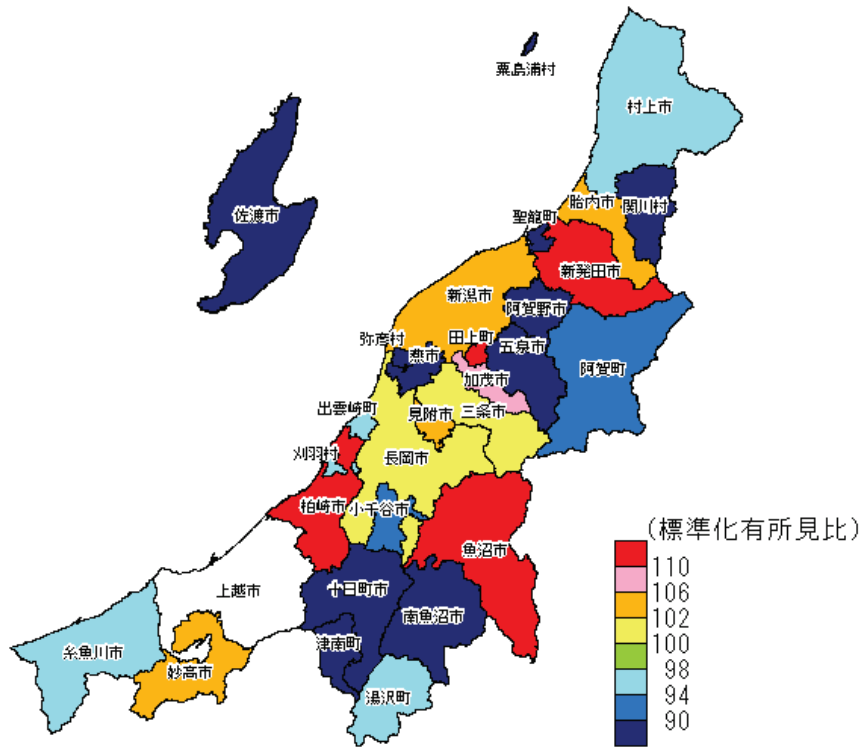 粟島浦村
村上市
佐渡市
胎内市
関川村
聖籠町
新発田市
新潟市
阿賀野市
弥彦村
燕市
田上町
五泉市
阿賀町
加茂市
出雲崎町
見附市
三条市
刈羽村
長岡市
柏崎市
小千谷市
魚沼市
上越市
十日町市
南魚沼市
糸魚川市
妙高市
津南町
湯沢町
(標準化有所見比)
110
106
102
100
98
94
90